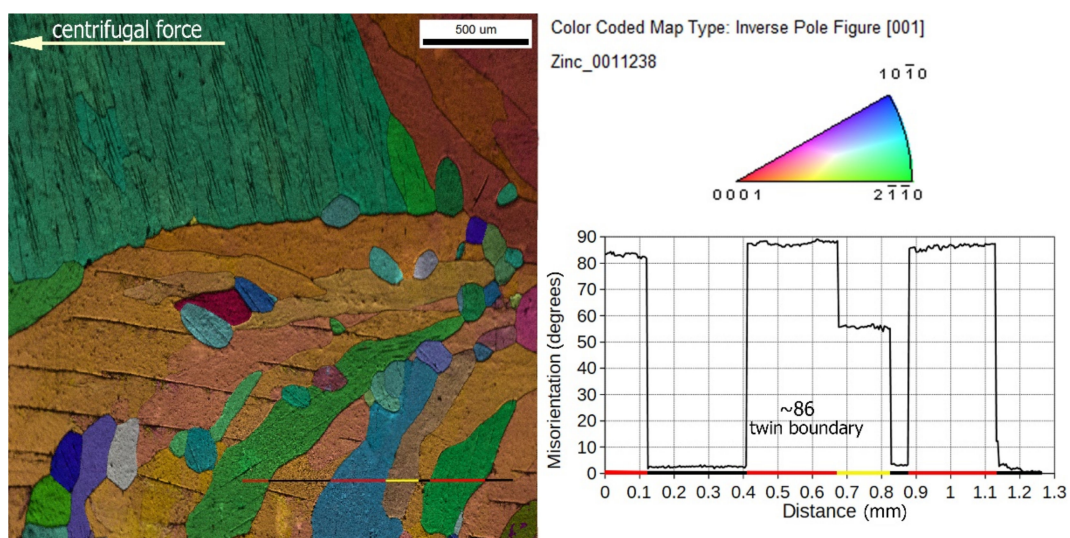 centrifugal force
500 um
Color Coded Map Type: Inverse Pole Figure [001]
Zinc_0011238
10 1̄ 0
0001
2 1̄ 1̄ 0
Misorientation (degrees)
90
80
70
60
50
40
30
20
10
0
~86
twin boundary
0 0.1 0.2 0.3 0.4 0.5 0.6 0.7 0.8 0.9 1 1.1 1.2 1.3
Distance (mm)